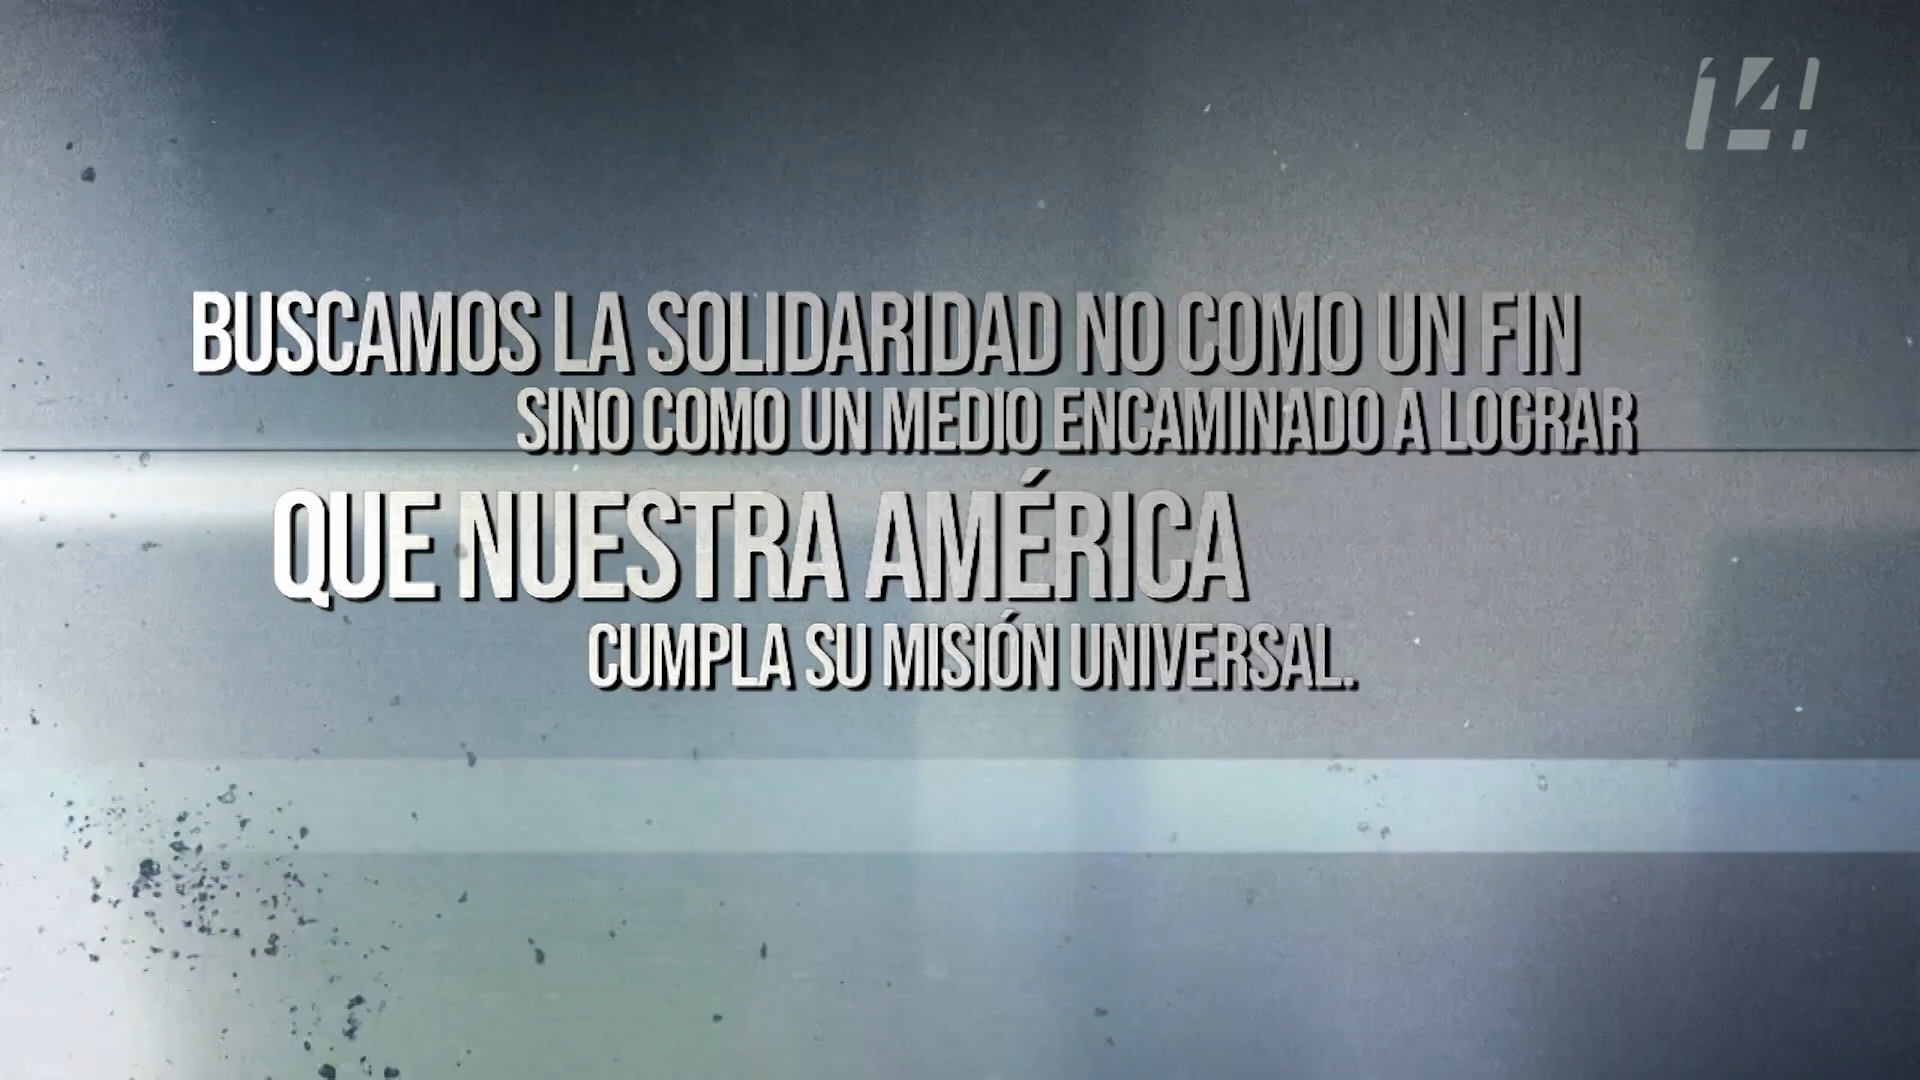 14!
BUSCAMOS LA SOLIDARIDAD NO COMO UN FIN
SINO COMO UN MEDIO ENCAMINADO A LOGRAR
QUE NUESTRA AMÉRICA
CUMPLA SU MISIÓN UNIVERSAL.